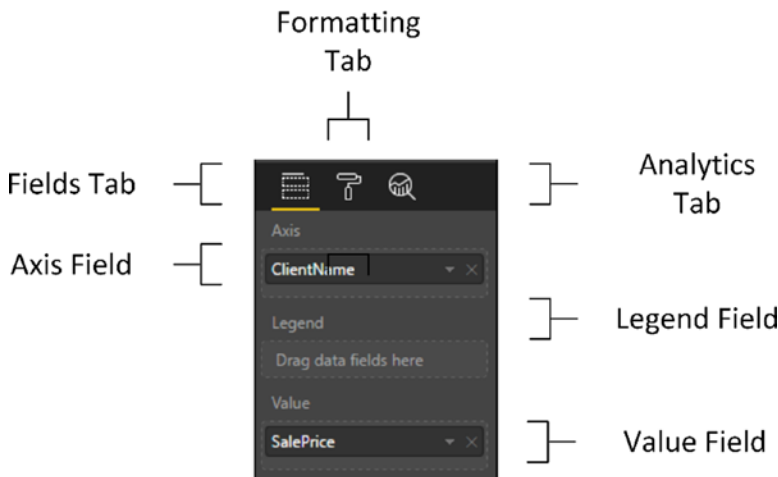 Formatting
Tab
Fields Tab
Analytics
Tab
Axis
Axis Field
ClientName
Legend
Legend Field
Drag data fields here
Value
SalePrice
Value Field